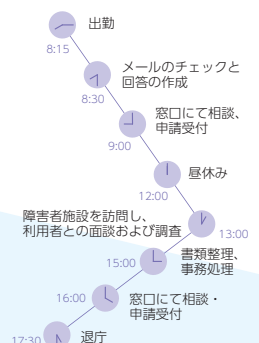 出勤
8:15
メールのチェックと
回答の作成
8:30
窓口にて相談、
申請受付
9:00
昼休み
12:00
障害者施設を訪問し、
利用者との面談および調査
13:00
書類整理、
事務処理
15:00
16:00
窓口にて相談・
申請受付
退庁
17:30